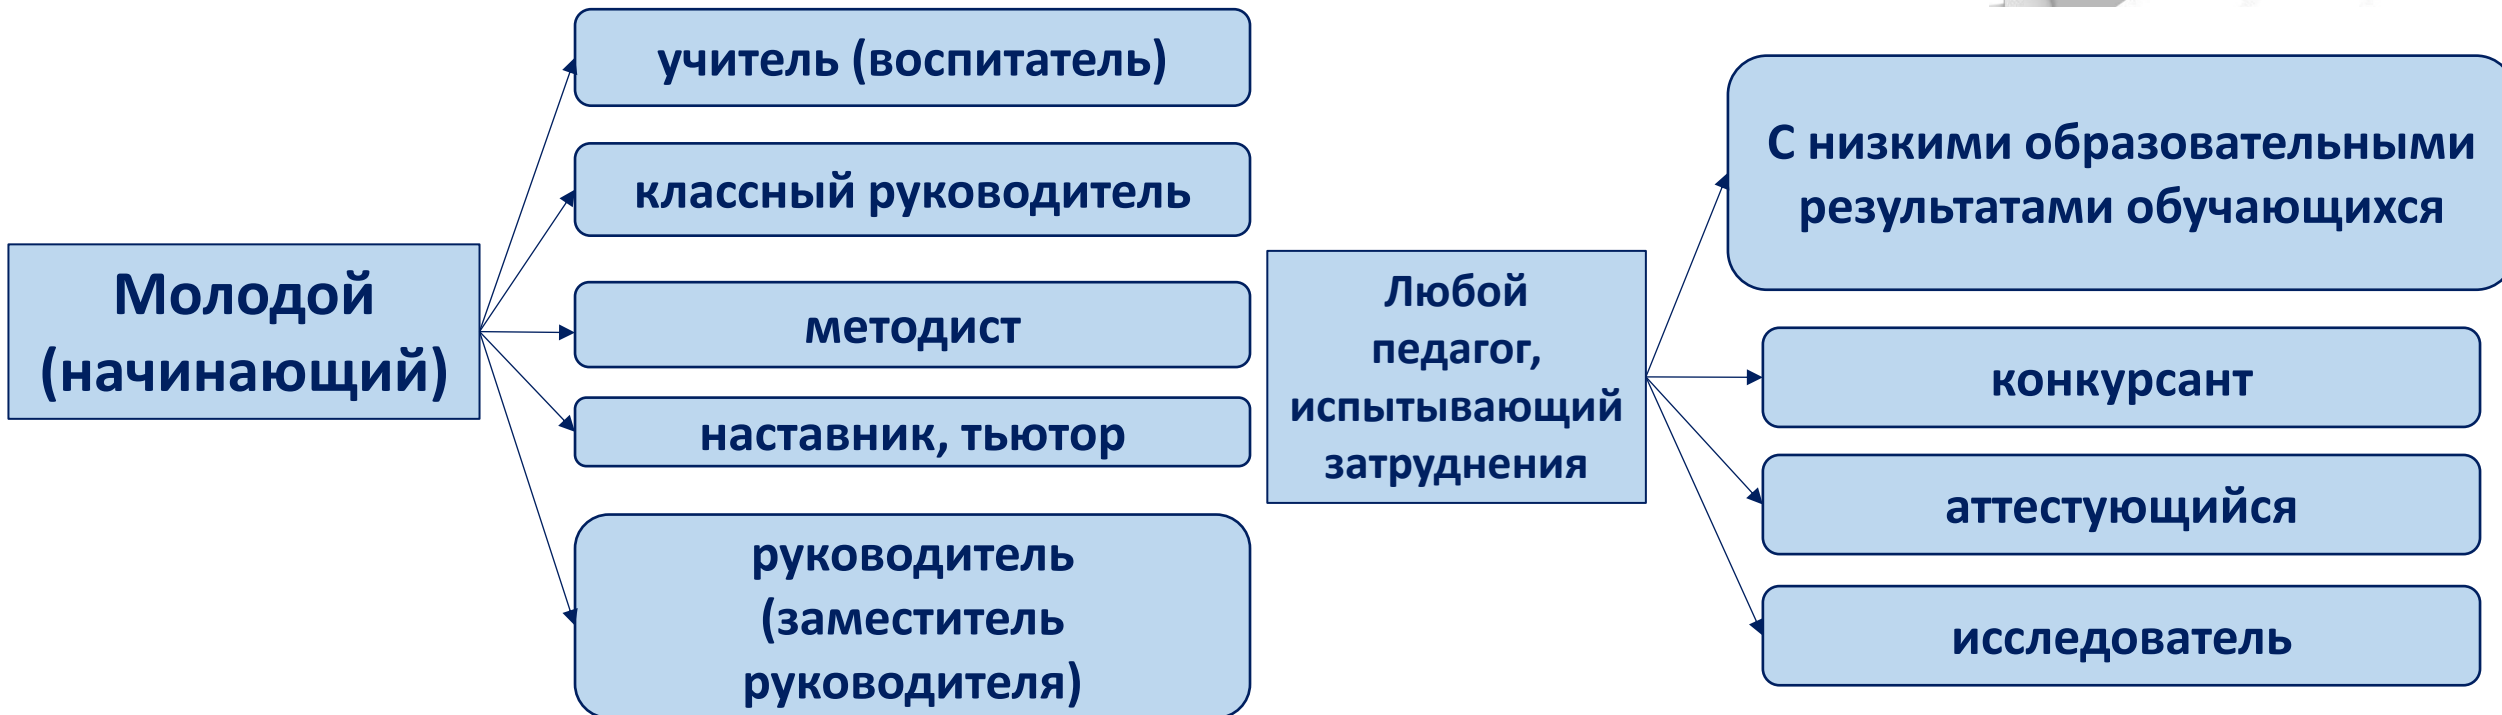 Молодой
(начинающий)
учитель (воспитатель)
классный руководитель
методист
наставник, тьютор
руководитель
(заместитель
руководителя)
Любой
педагог,
испытывающий
затруднения
С низкими образовательными
результатами обучающихся
конкурсант
аттестующийся
исследователь